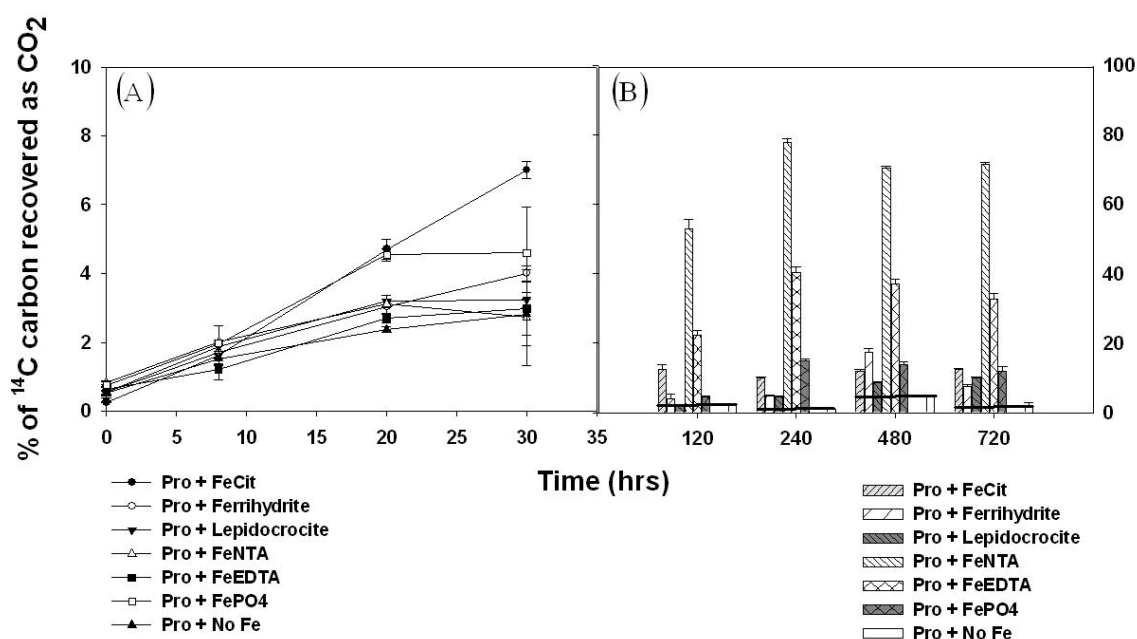 % of 14C carbon recovered as CO2
(A)
(B)
10
8
6
4
2
0
100
80
60
40
20
0
0 5 10 15 20 25 30 35
120 240 480 720
Time (hrs)
Pro + FeCit
Pro + Ferrihydrite
Pro + Lepidocrocite
Pro + FeNTA
Pro + FeEDTA
Pro + FePO4
Pro + No Fe
Pro + FeCit
Pro + Ferrihydrite
Pro + Lepidocrocite
Pro + FeNTA
Pro + FeEDTA
Pro + FePO4
Pro + No Fe